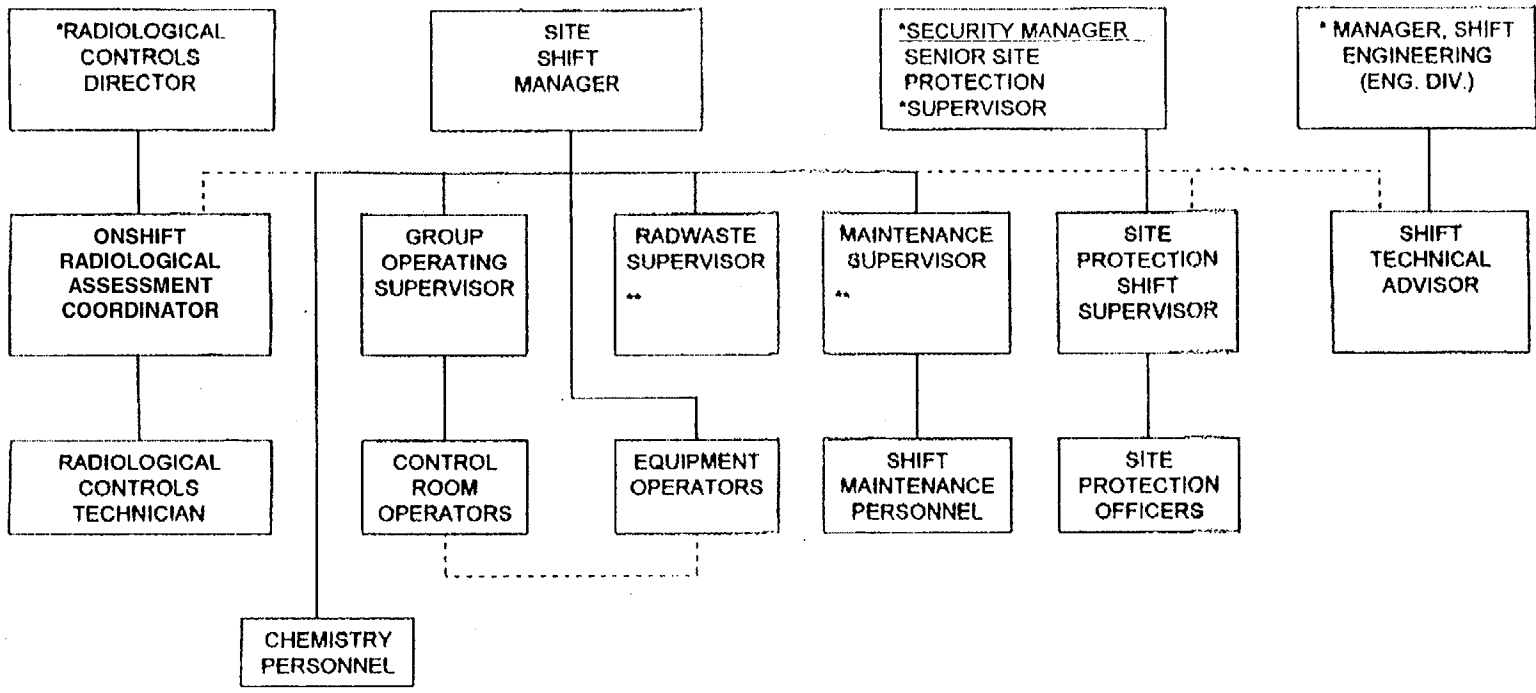 *RADIOLOGICAL
CONTROLS
DIRECTOR
SITE
SHIFT
MANAGER
*SECURITY MANAGER
SENIOR SITE
PROTECTION
*SUPERVISOR
* MANAGER, SHIFT
ENGINEERING
(ENG. DIV.)
ONSHIFT
RADIOLOGICAL
ASSESSMENT
COORDINATOR
GROUP
OPERATING
SUPERVISOR
RADWASTE
SUPERVISOR
**
MAINTENANCE
SUPERVISOR
**
SITE
PROTECTION
SHIFT
SUPERVISOR
SHIFT
TECHNICAL
ADVISOR
RADIOLOGICAL
CONTROLS
TECHNICIAN
CONTROL
ROOM
OPERATORS
EQUIPMENT
OPERATORS
SHIFT
MAINTENANCE
PERSONNEL
SITE
PROTECTION
OFFICERS
CHEMISTRY
PERSONNEL